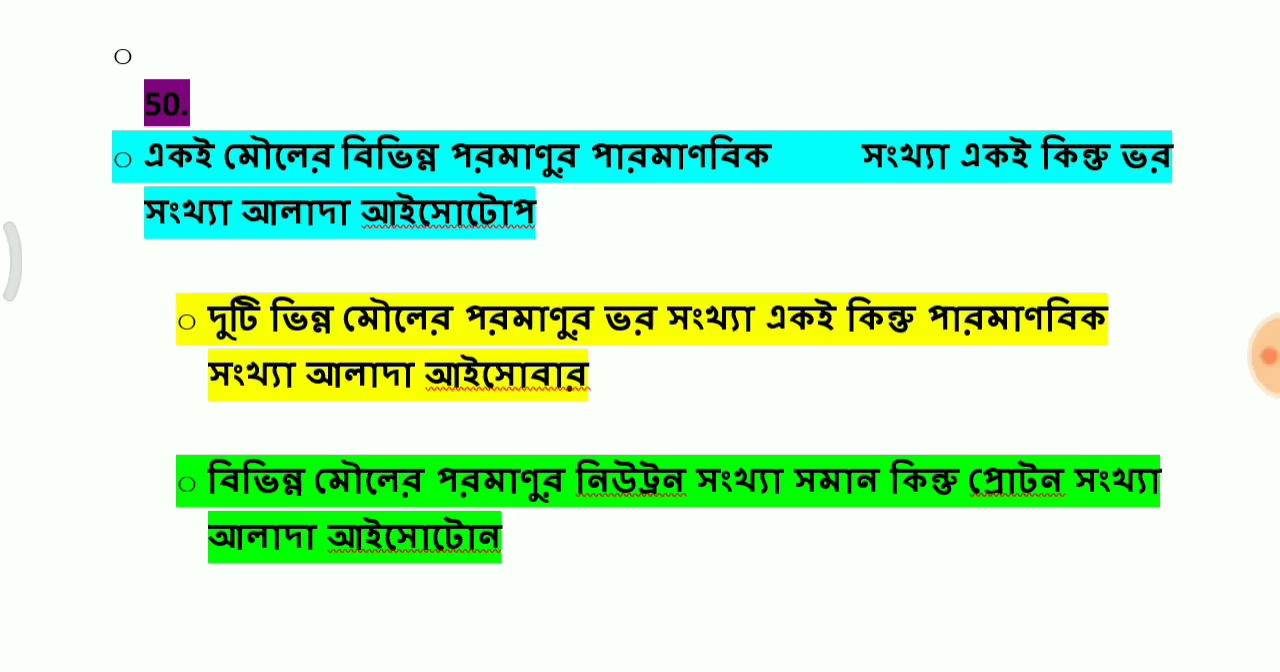 50.
একই মৌলের বিভিন্ন পরমাণুর পারমাণবিক সংখ্যা একই কিন্তু ভর
সংখ্যা আলাদা আইসোটোপ
দুটি ভিন্ন মৌলের পরমাণুর ভর সংখ্যা একই কিন্তু পারমাণবিক
সংখ্যা আলাদা আইসোবার
বিভিন্ন মৌলের পরমাণুর নিউট্রন সংখ্যা সমান কিন্তু প্রোটন সংখ্যা
আলাদা আইসোটোন